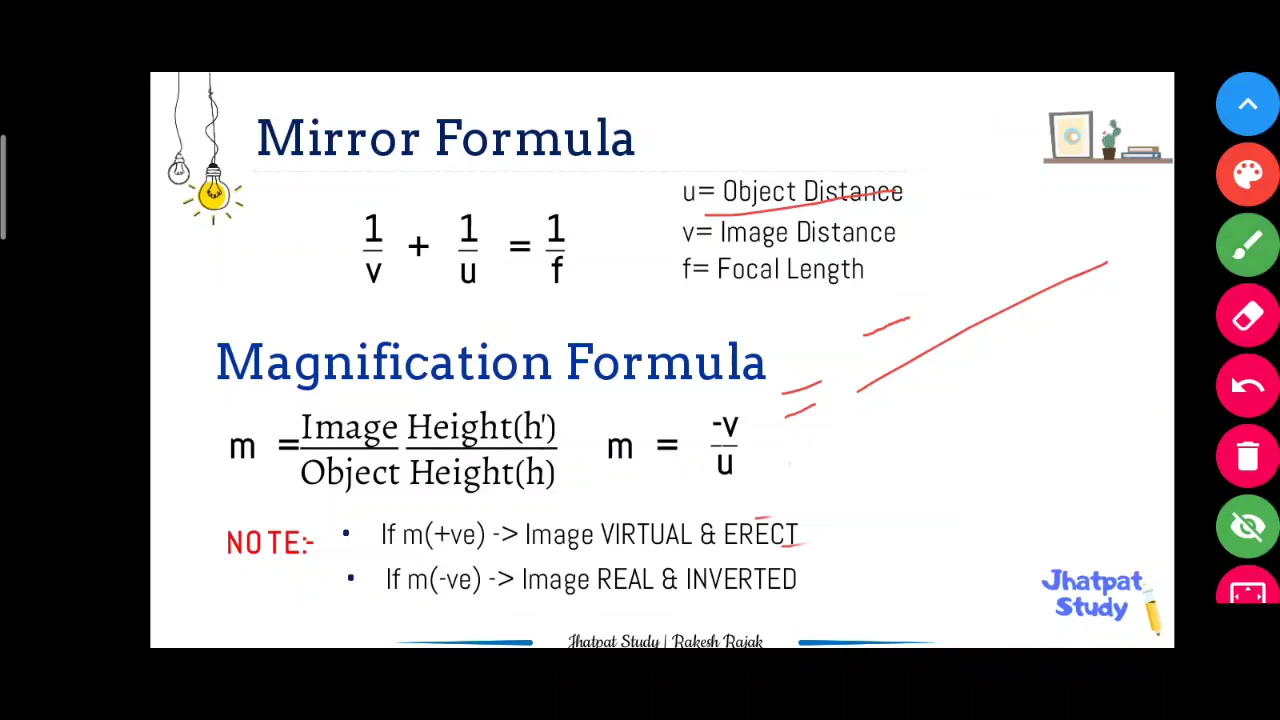 Mirror Formula
1/v + 1/u = 1/f
u= Object Distance
v= Image Distance
f= Focal Length
Magnification Formula
m = Image Height(h')/Object Height(h) m = -v/u
NOTE:- • If m(+ve) -> Image VIRTUAL & ERECT
• If m(-ve) -> Image REAL & INVERTED
Jhatpat
Study
Jhatpat Study | Rakesh Rajak